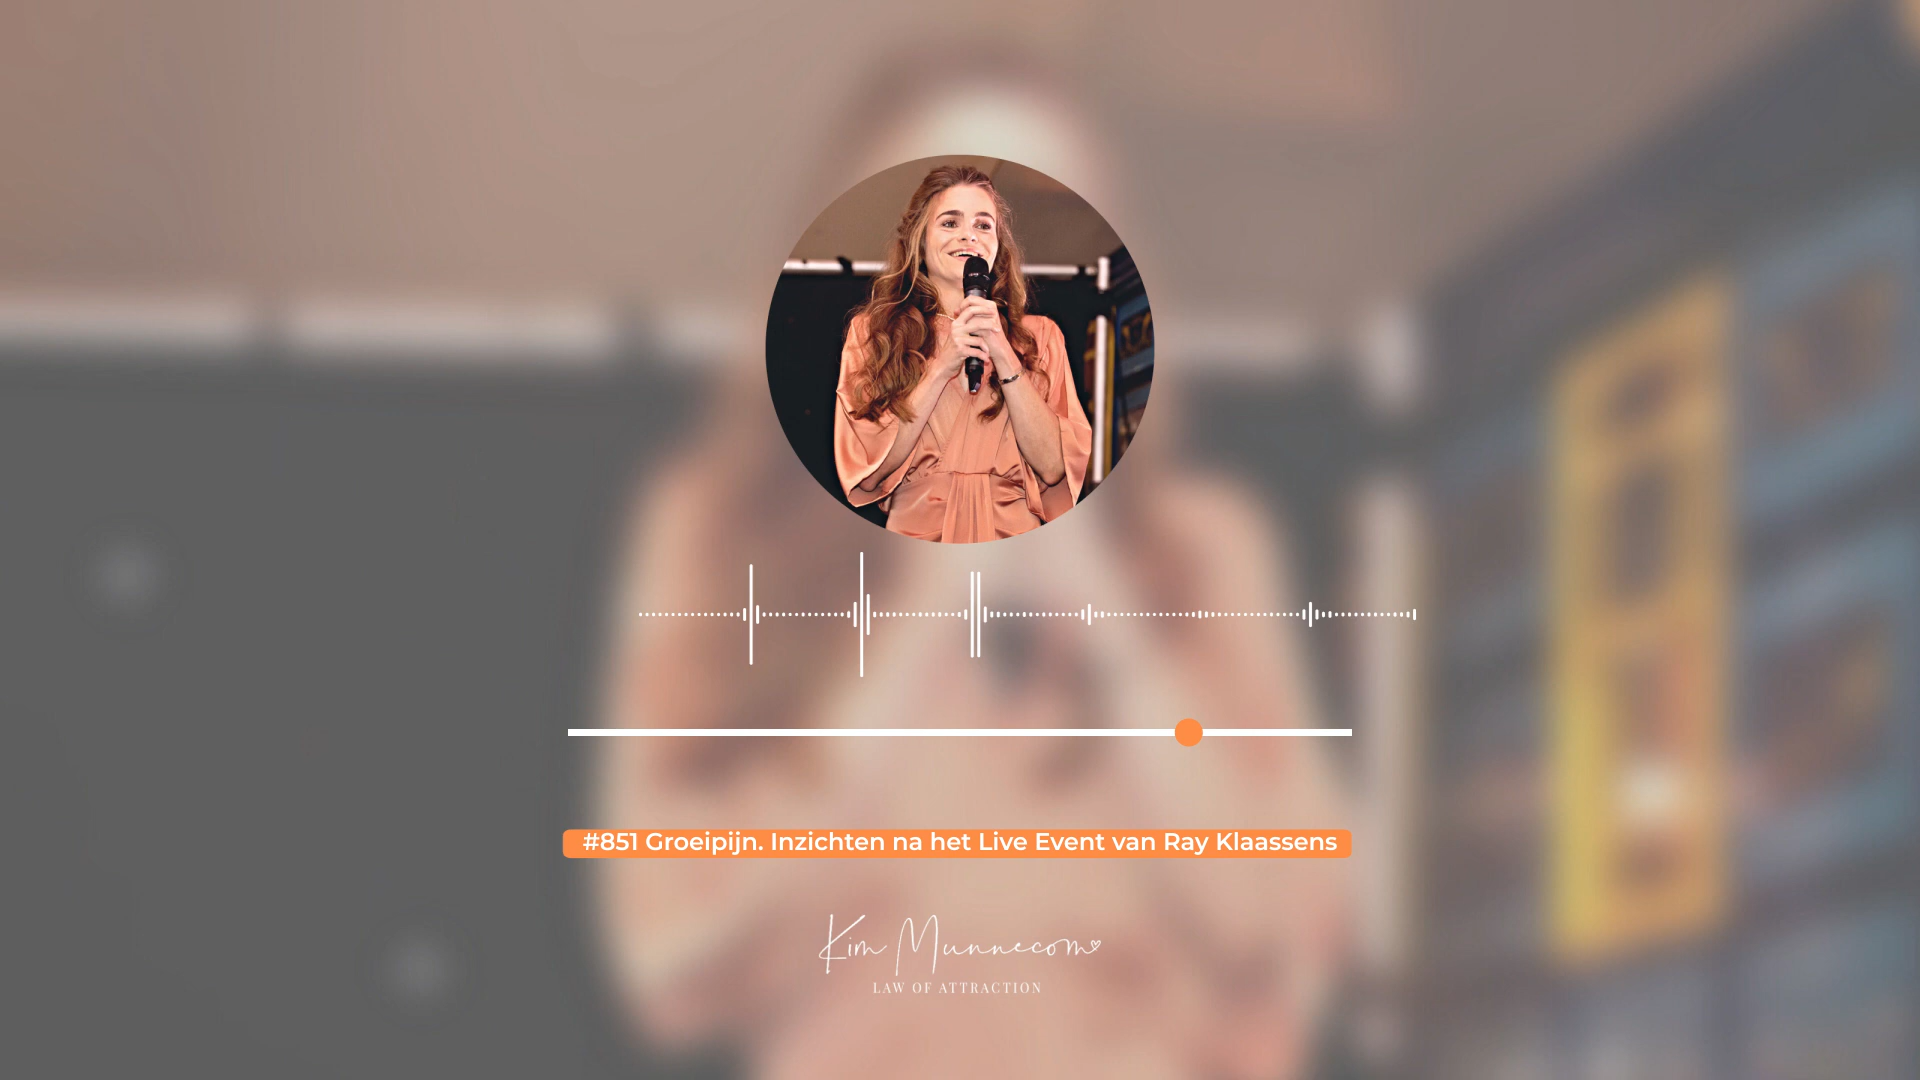 #851 Groeipijn. Inzichten na het Live Event van Ray Klaassens
Kim Munnecom
LAW OF ATTRACTION